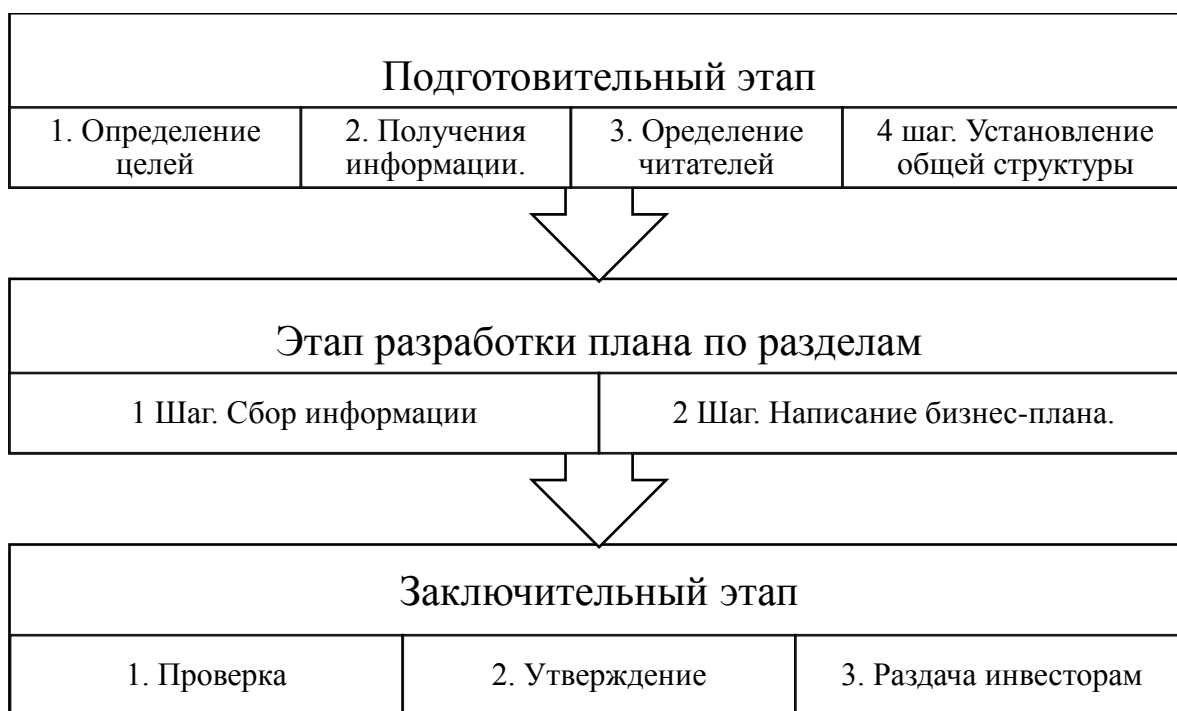 Подготовительный этап
1. Определение
целей
2. Получения
информации.
3. Оределение
читателей
4 шаг. Установление
общей структуры
Этап разработки плана по разделам
1 Шаг. Сбор информации
2 Шаг. Написание бизнес-плана.
Заключительный этап
1. Проверка
2. Утверждение
3. Раздача инвесторам